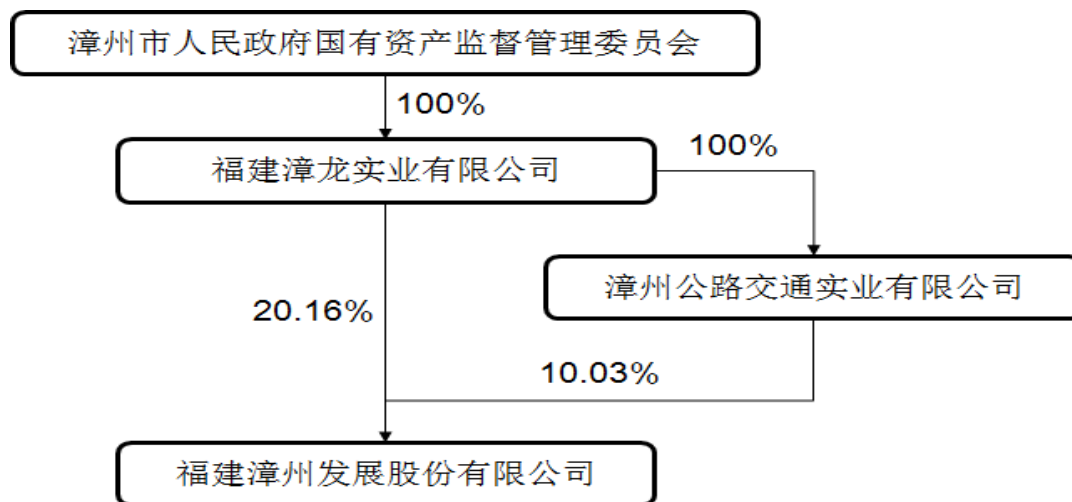 漳州市人民政府国有资产监督管理委员会
100%
福建漳龙实业有限公司
100%
漳州公路交通实业有限公司
20.16%
10.03%
福建漳州发展股份有限公司